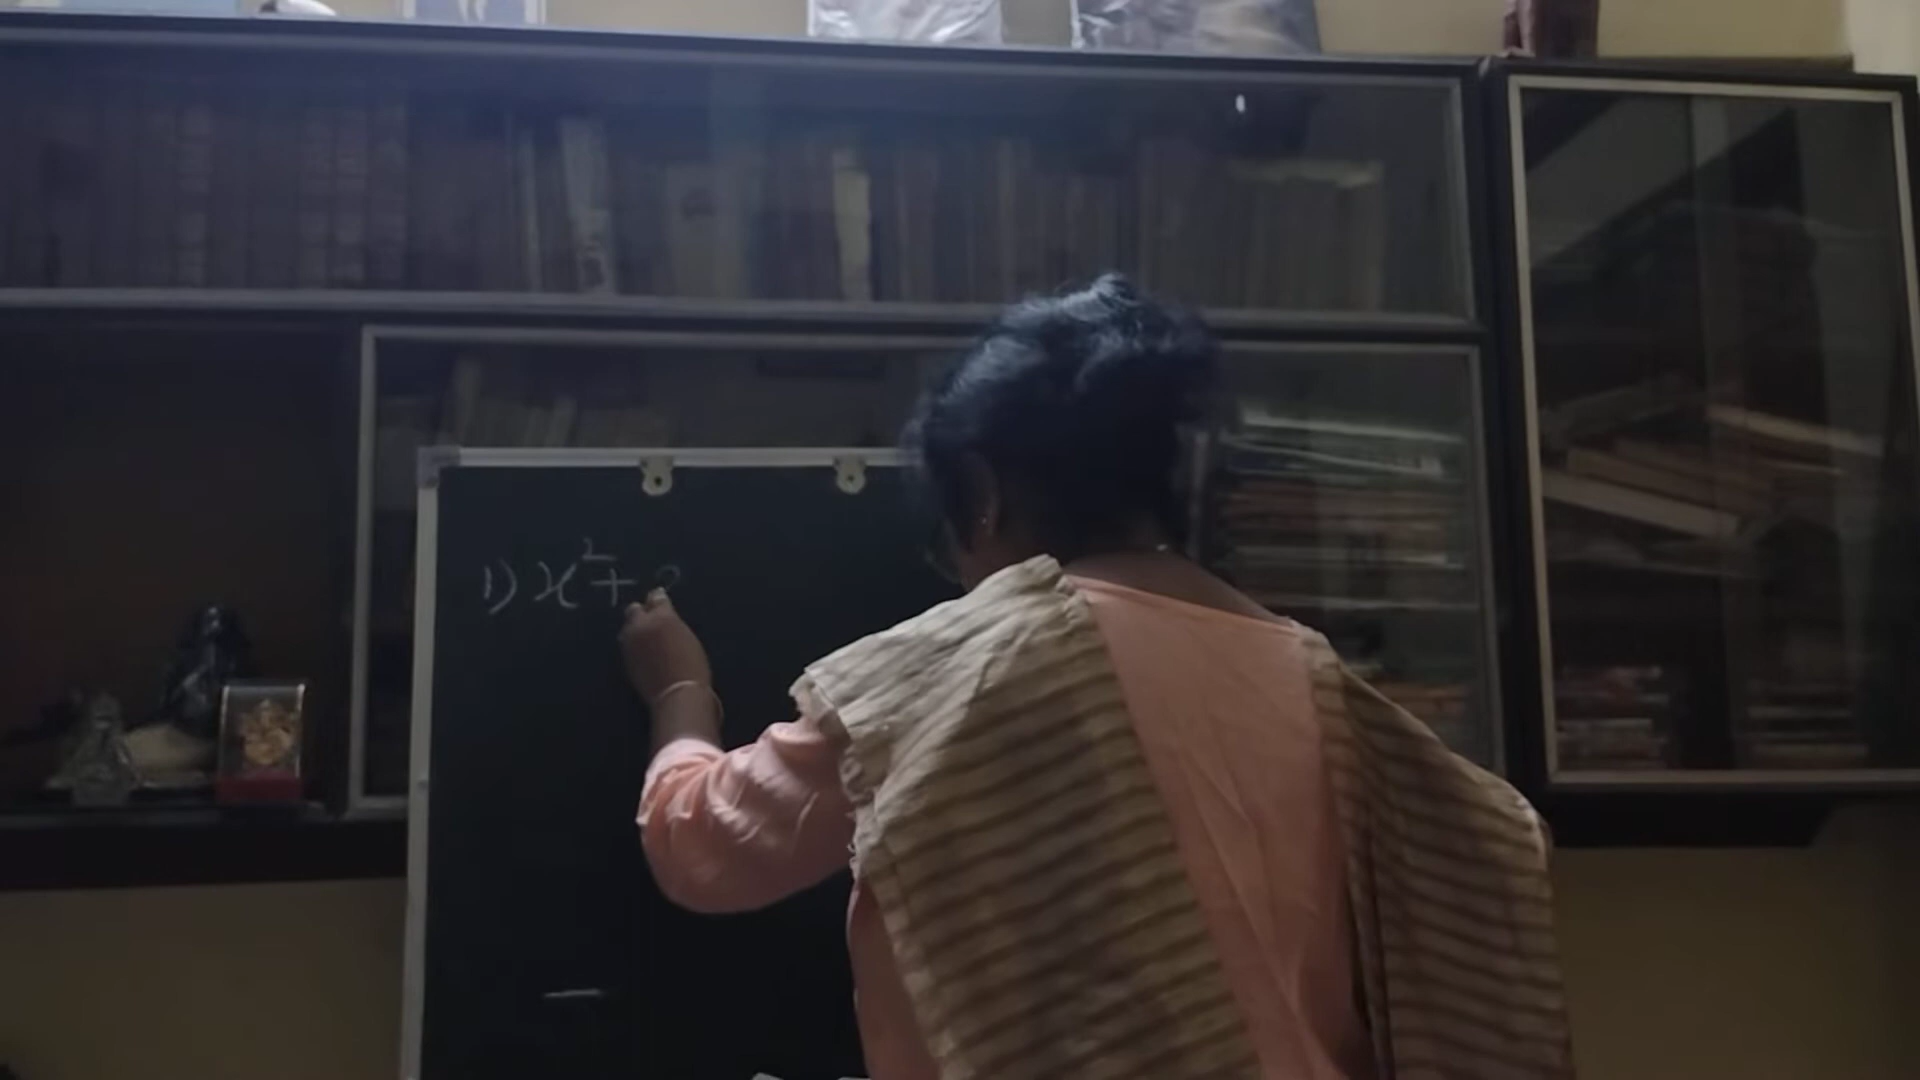 1) x² +